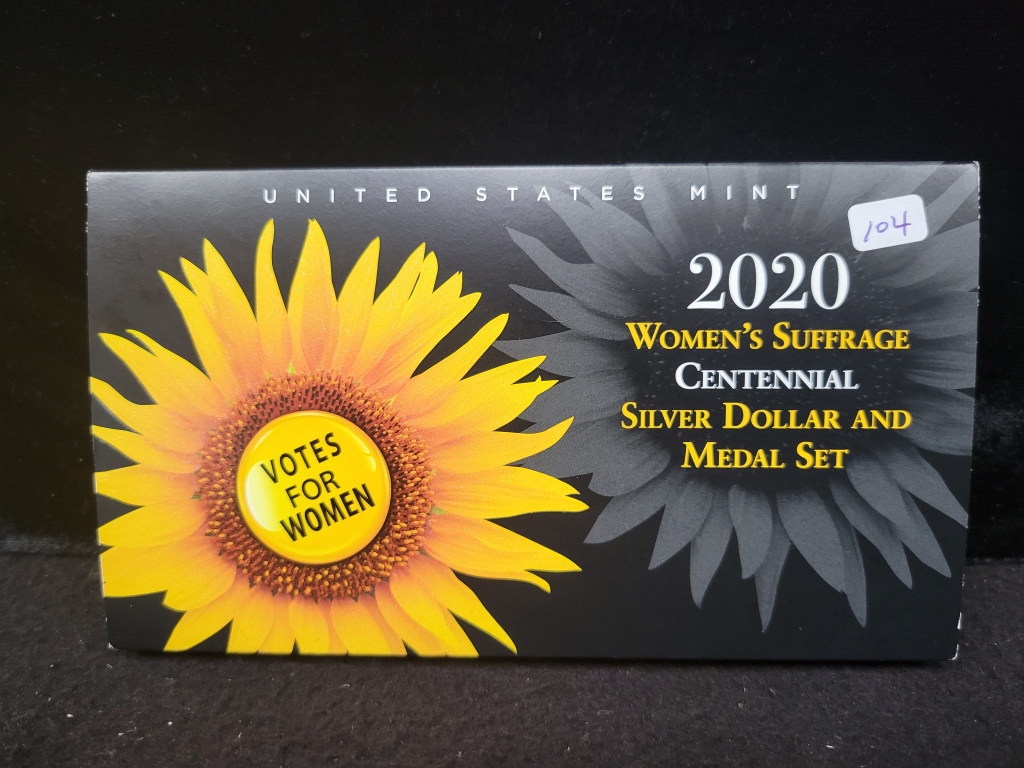 UNITED STATES MINT
104
2020
WOMEN'S SUFFRAGE
CENTENNIAL
SILVER DOLLAR AND
MEDAL SET
VOTES
FOR
WOMEN